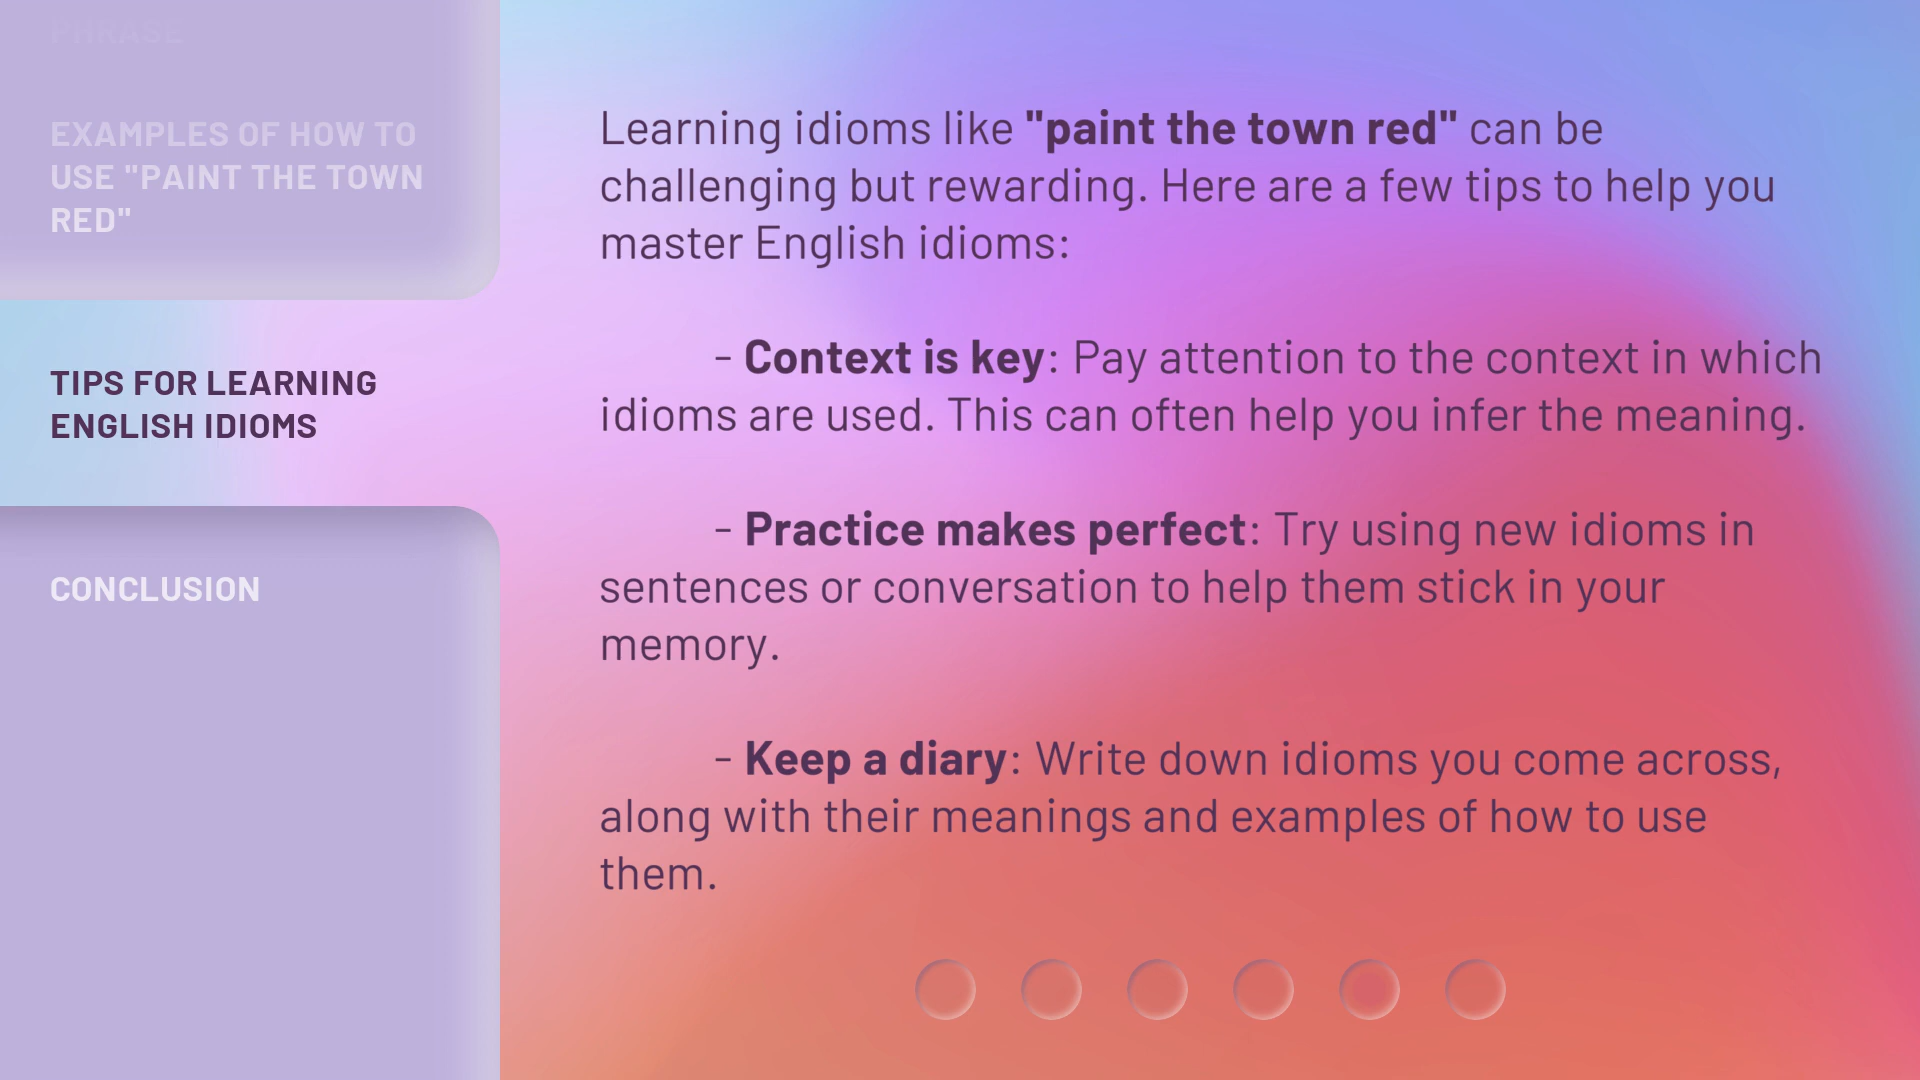 PHRASE
EXAMPLES OF HOW TO
USE "PAINT THE TOWN
RED"
TIPS FOR LEARNING
ENGLISH IDIOMS
CONCLUSION
Learning idioms like "paint the town red" can be
challenging but rewarding. Here are a few tips to help you
master English idioms:
- Context is key: Pay attention to the context in which
idioms are used. This can often help you infer the meaning.
- Practice makes perfect: Try using new idioms in
sentences or conversation to help them stick in your
memory.
- Keep a diary: Write down idioms you come across,
along with their meanings and examples of how to use
them.